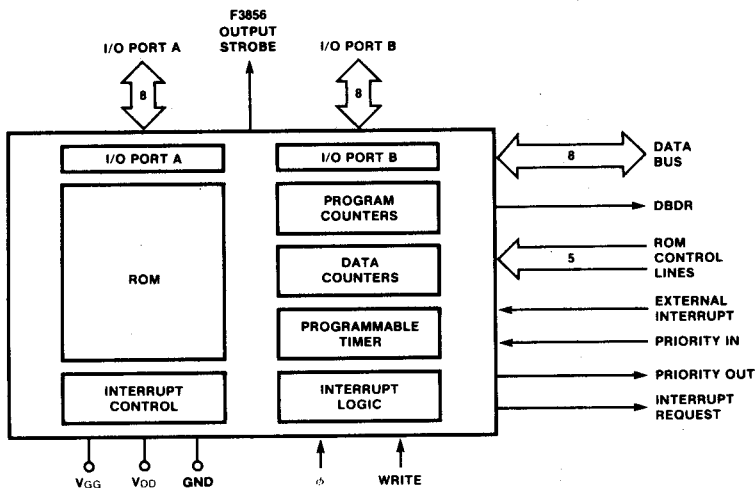 F3856
OUTPUT
STROBE
I/O PORT A
I/O PORT B
8
8
I/O PORT A
I/O PORT B
8
DATA
BUS
PROGRAM
COUNTERS
DBDR
ROM
DATA
COUNTERS
5
ROM
CONTROL
LINES
PROGRAMMABLE
TIMER
EXTERNAL
INTERRUPT
PRIORITY IN
INTERRUPT
CONTROL
INTERRUPT
LOGIC
PRIORITY OUT
INTERRUPT
REQUEST
VGG
VDD
GND
ϕ
WRITE